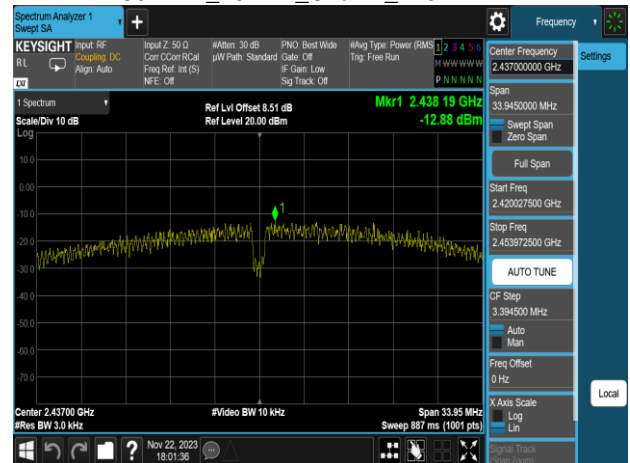 Spectrum Analyzer 1
Swept SA
+
Frequency
KEYSIGHT
RL
LXI
Input: RF
Coupling: DC
Align: Auto
Input Z: 50 Ω
Corr CCorr RCal
Freq Ref: Int (S)
NFE: Off
#Atten: 30 dB
µW Path: Standard
PNO: Best Wide
Gate: Off
IF Gain: Low
Sig Track: Off
#Avg Type: Power (RMS
Trig: Free Run
1 2 3 4 5 6
M W W W W W
P N N N N N
1 Spectrum
Scale/Div 10 dB
Log
Ref Lvl Offset 8.51 dB
Ref Level 20.00 dBm
Mkr1 2.438 19 GHz
-12.88 dBm
10.0
0.00
-10.0
-20.0
-30.0
-40.0
-50.0
-60.0
-70.0
1
Center 2.43700 GHz
#Res BW 3.0 kHz
#Video BW 10 kHz
Span 33.95 MHz
Sweep 887 ms (1001 pts)
Center Frequency
2.437000000 GHz
Settings
Span
33.9450000 MHz
Swept Span
Zero Span
Full Span
Start Freq
2.420027500 GHz
Stop Freq
2.453972500 GHz
AUTO TUNE
CF Step
3.394500 MHz
Auto
Man
Freq Offset
0 Hz
X Axis Scale
Log
Lin
Local
Signal Track
(Span Zoom)
?
Nov 22, 2023
18:01:36